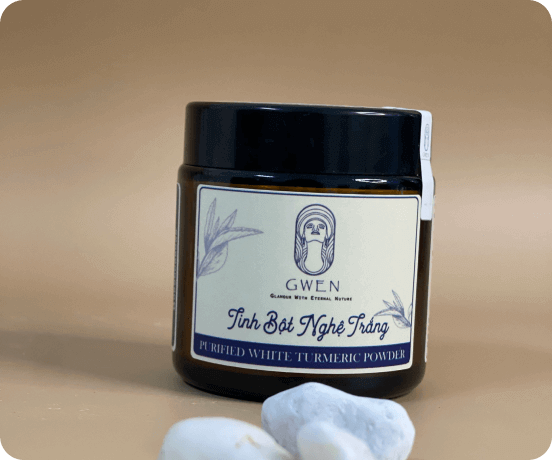 GWEN
GLAMOUR WITH ETERNAL NATURE
Tinh Bột Nghệ Trắng
PURIFIED WHITE TURMERIC POWDER